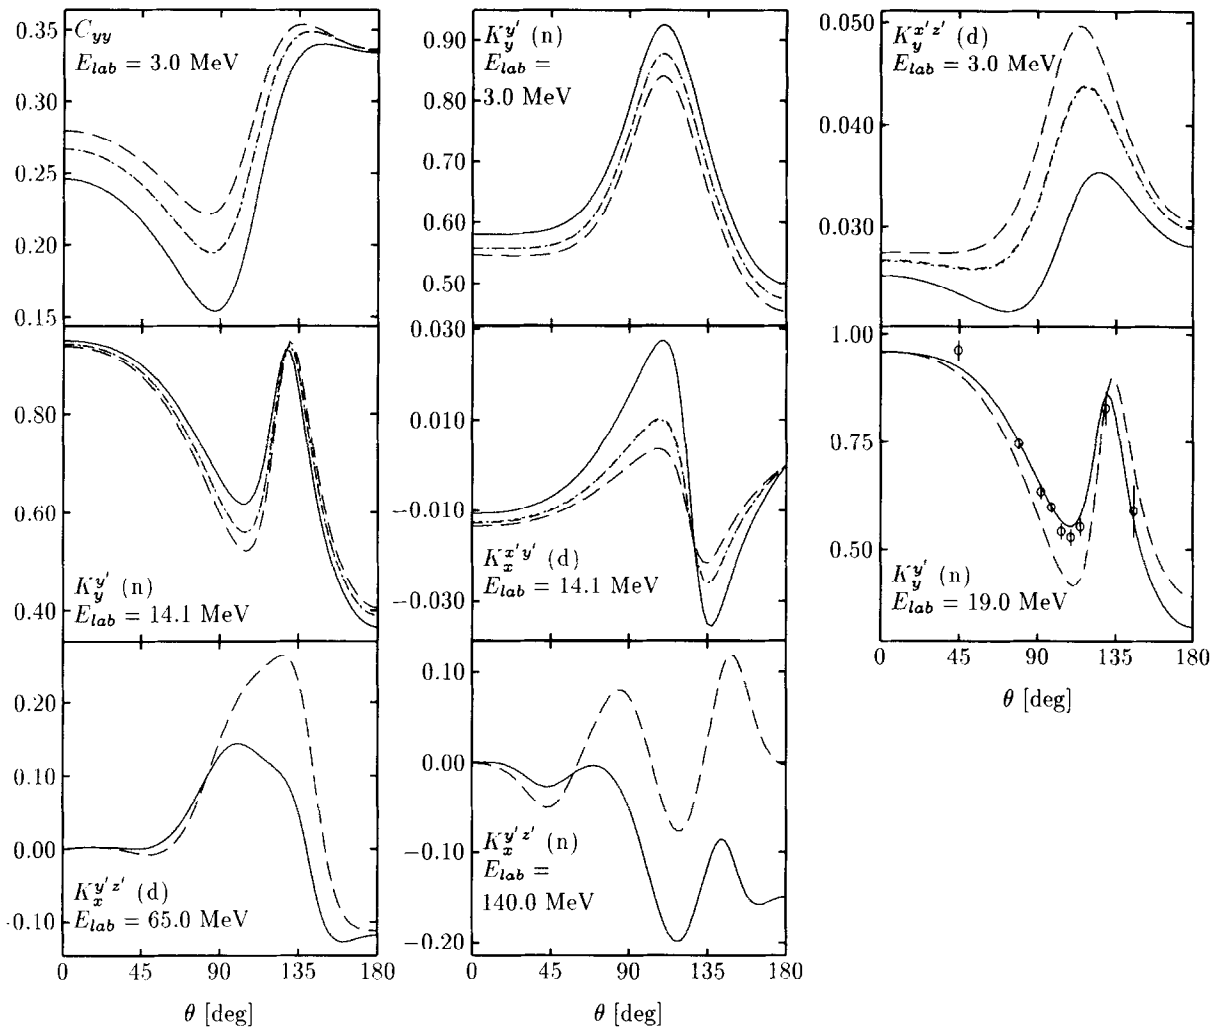 0.35
0.30
0.25
0.20
0.15
C_yy
E_lab = 3.0 MeV
0.90
0.80
0.70
0.60
0.50
K_y^y' (n)
E_lab =
3.0 MeV
0.050
0.040
0.030
K_y^x'z' (d)
E_lab = 3.0 MeV
0.80
0.60
0.40
K_y^y' (n)
E_lab = 14.1 MeV
0.030
0.010
−0.010
−0.030
K_x^x'y' (d)
E_lab = 14.1 MeV
1.00
0.75
0.50
K_y^y' (n)
E_lab = 19.0 MeV
0 45 90 135 180
θ [deg]
0.20
0.10
0.00
-0.10
K_x^y'z' (d)
E_lab = 65.0 MeV
0 45 90 135 180
θ [deg]
0.10
0.00
−0.10
−0.20
K_x^y'z' (n)
E_lab =
140.0 MeV
0 45 90 135 180
θ [deg]